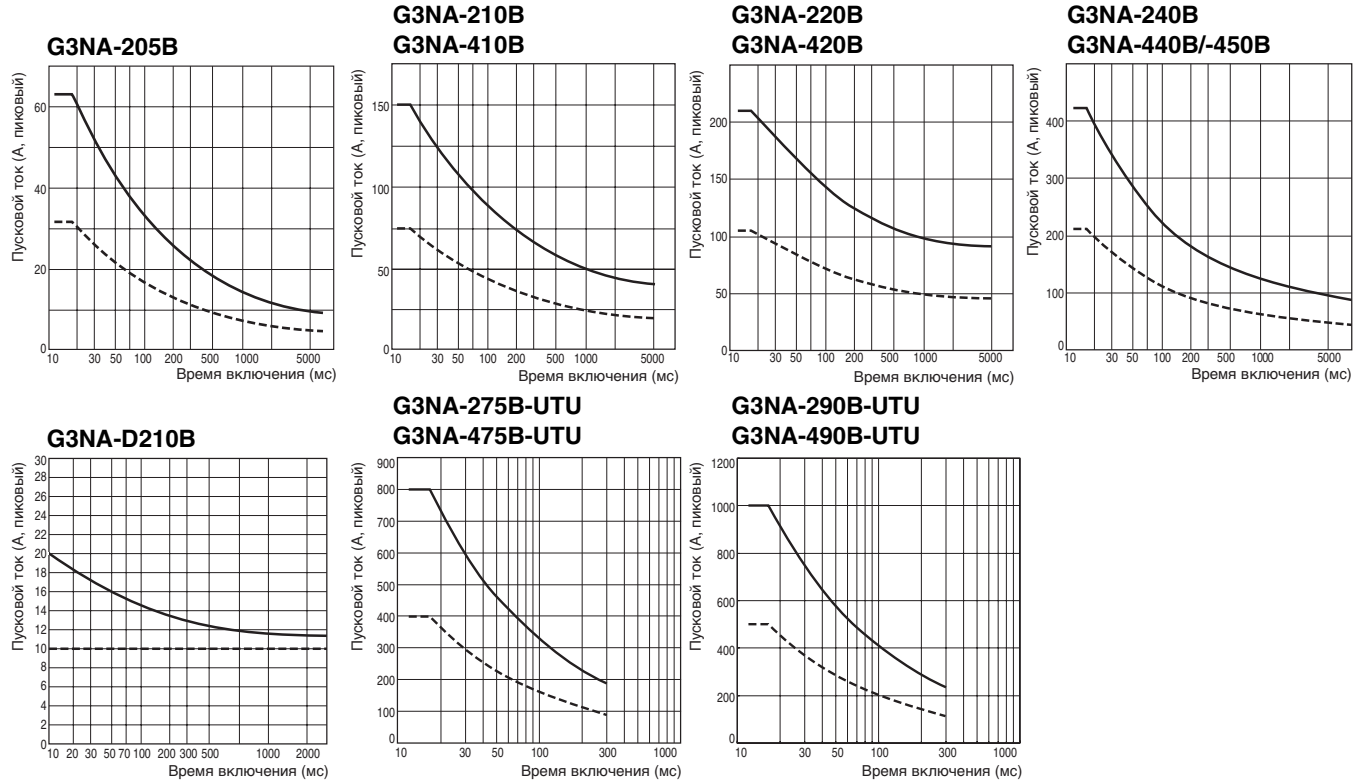 G3NA-205B
Пусковой ток (А, пиковый)
60
40
20
0
10 30 50 100 200 500 1000 5000
Время включения (мс)
G3NA-210B
G3NA-410B
Пусковой ток (А, пиковый)
150
100
50
0
10 30 50 100 200 500 1000 5000
Время включения (мс)
G3NA-220B
G3NA-420B
Пусковой ток (А, пиковый)
200
150
100
50
0
10 30 50 100 200 500 1000 5000
Время включения (мс)
G3NA-240B
G3NA-440B/-450B
Пусковой ток (А, пиковый)
400
300
200
100
0
10 30 50 100 200 500 1000 5000
Время включения (мс)
G3NA-D210B
Пусковой ток (А, пиковый)
30
28
26
24
22
20
18
16
14
12
10
8
6
4
2
0
10 20 30 50 70 100 200 300 500 1000 2000
Время включения (мс)
G3NA-275B-UTU
G3NA-475B-UTU
Пусковой ток (А, пиковый)
900
800
700
600
500
400
300
200
100
0
10 30 50 100 300 1000
Время включения (мс)
G3NA-290B-UTU
G3NA-490B-UTU
Пусковой ток (А, пиковый)
1200
1000
800
600
400
200
0
10 30 50 100 300 1000
Время включения (мс)